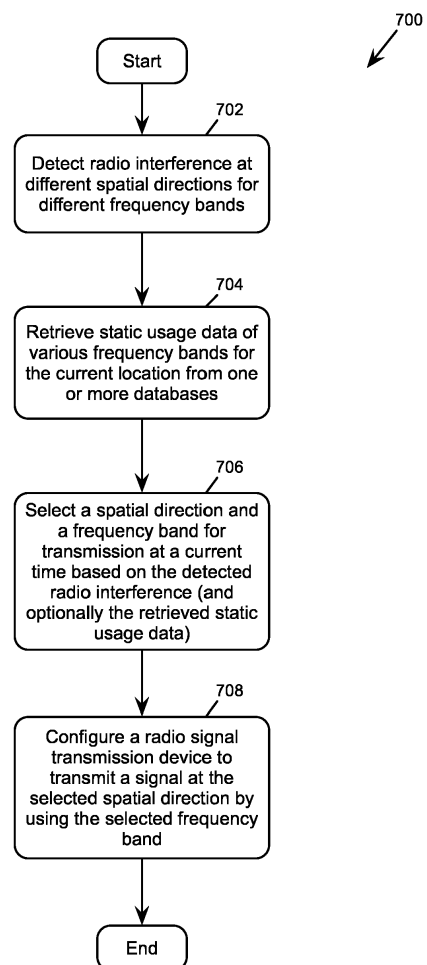 700
Start
702
Detect radio interference at
different spatial directions for
different frequency bands
704
Retrieve static usage data of
various frequency bands for
the current location from one
or more databases
706
Select a spatial direction and
a frequency band for
transmission at a current
time based on the detected
radio interference (and
optionally the retrieved static
usage data)
708
Configure a radio signal
transmission device to
transmit a signal at the
selected spatial direction by
using the selected frequency
band
End